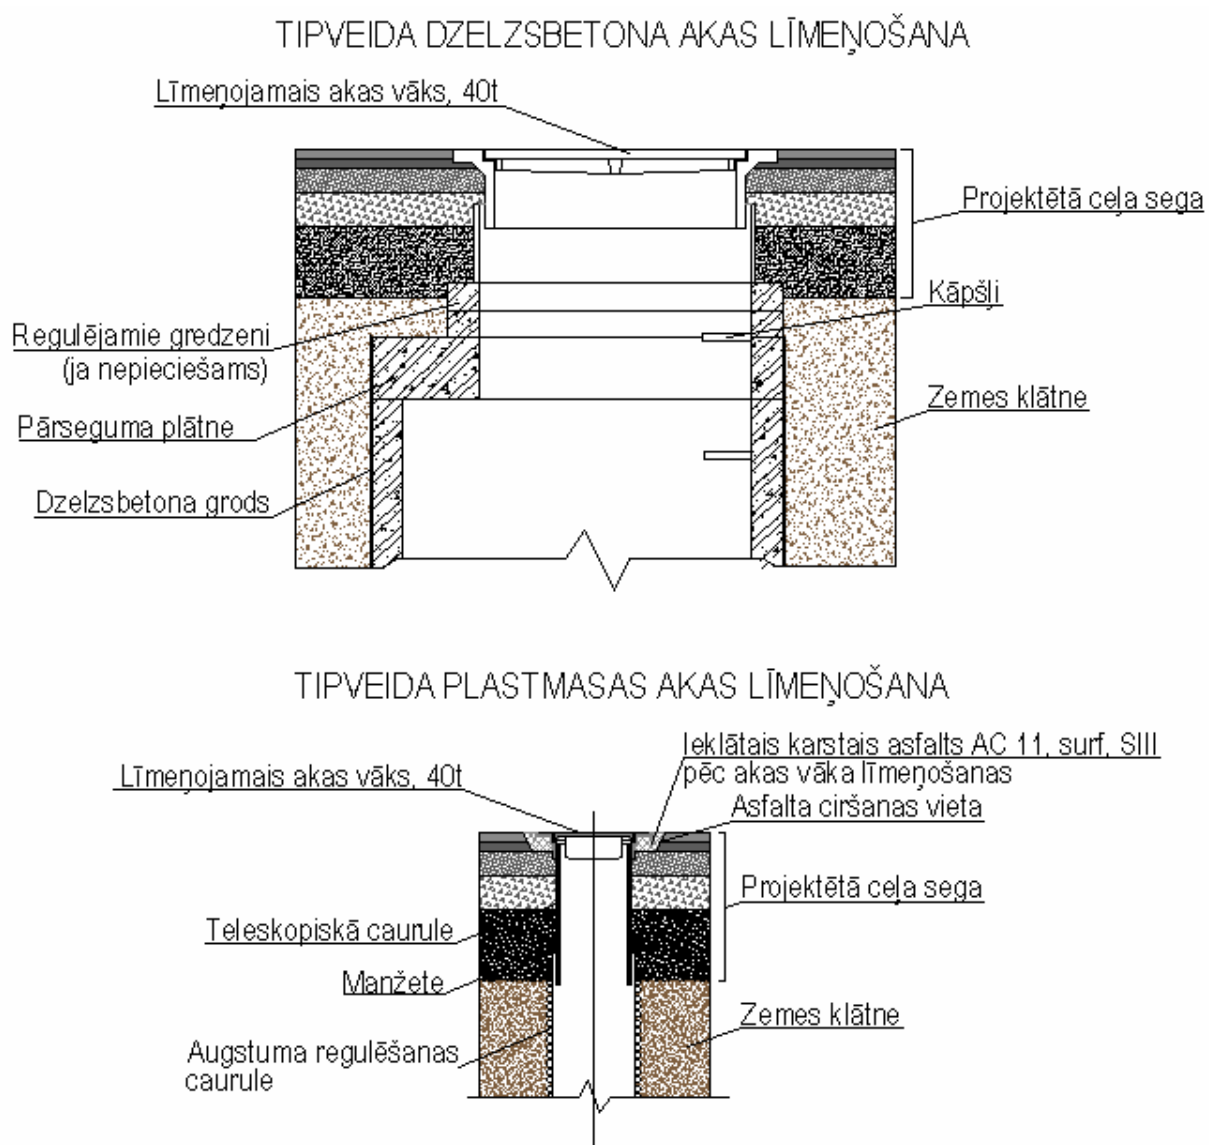 TIPVEIDA DZELZSBETONA AKAS LĪMEŅOŠANA
Līmeņojamais akas vāks, 40t
Projektētā ceļa sega
Kāpšļi
Regulējamie gredzeni
(ja nepieciešams)
Zemes klātne
Pārseguma plātne
Dzelzsbetona grods
TIPVEIDA PLASTMASAS AKAS LĪMEŅOŠANA
Ieklātais karstais asfalts AC 11, surf, SIII
pēc akas vāka līmeņošanas
Līmeņojamais akas vāks, 40t
Asfalta ciršanas vieta
Projektētā ceļa sega
Teleskopiskā caurule
Manžete
Zemes klātne
Augstuma regulēšanas
caurule